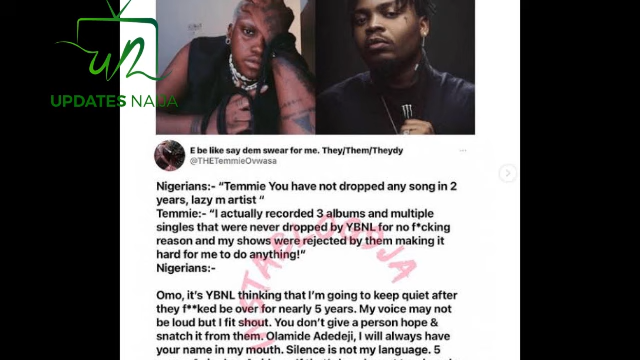 un
UPDATES NAIJA
E be like say dem swear for me. They/Them/Theydy
@THETemmieOvwasa
Nigerians:- “Temmie You have not dropped any song in 2
years, lazy m artist “
Temmie:- “I actually recorded 3 albums and multiple
singles that were never dropped by YBNL for no f*cking
reason and my shows were rejected by them making it
hard for me to do anything!”
Nigerians:-
INSTABLOG9JA
Omo, it’s YBNL thinking that I’m going to keep quiet after
they f**ked be over for nearly 5 years. My voice may
not be loud but I fit shout. You don’t give a person hope &
snatch it from them. Olamide Adedeji, I will always
have your name in my mouth. Silence is not my language. 5